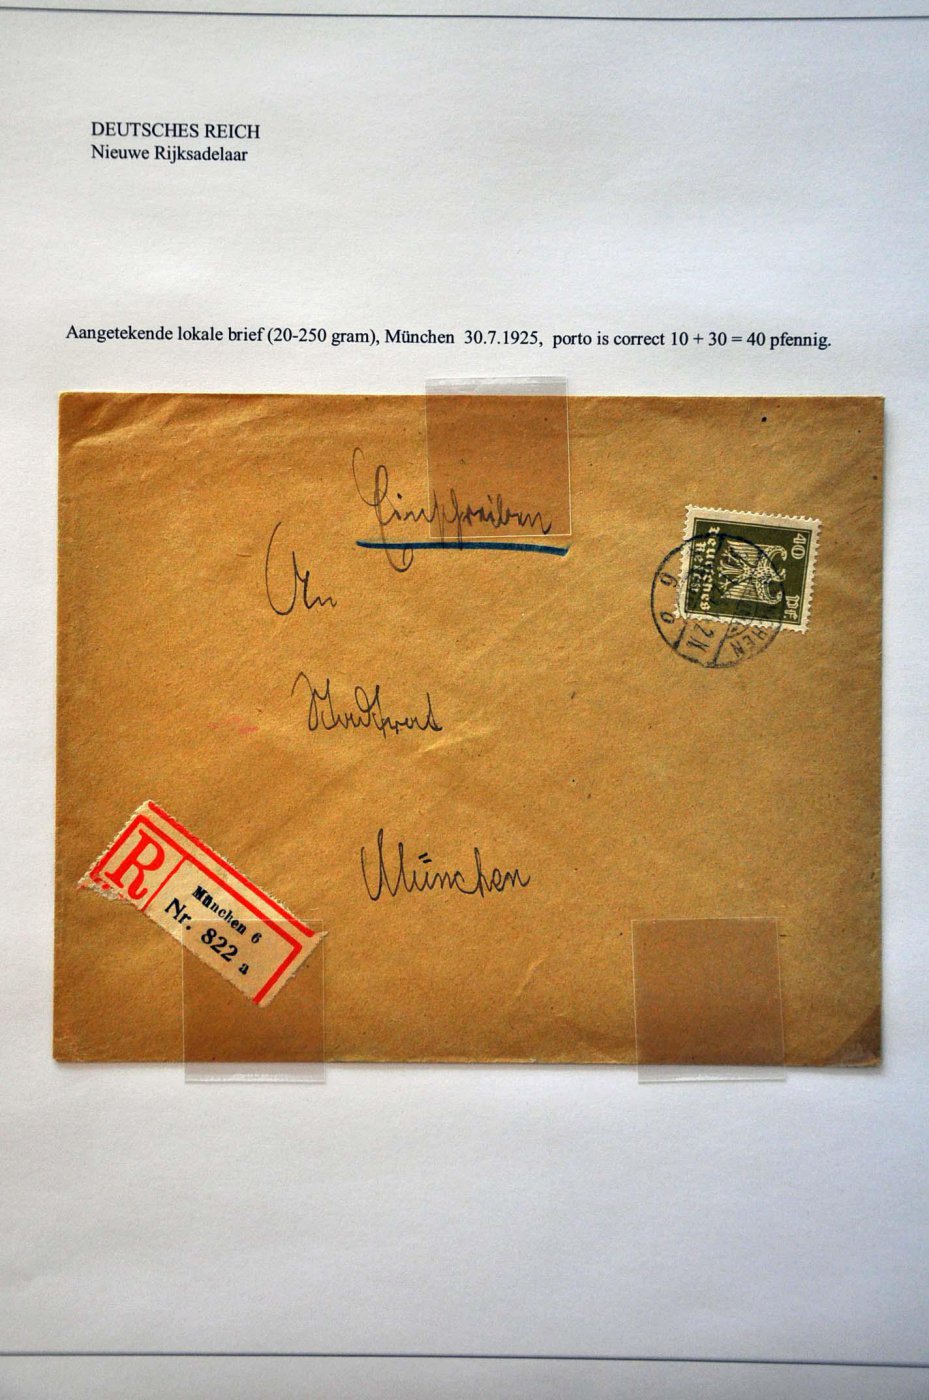 DEUTSCHES REICH
Nieuwe Rijksadelaar
Aangetekende lokale brief (20-250 gram), München 30.7.1925, porto is correct 10 + 30 = 40 pfennig.
Einschreiben
An
Stadtrat
München
40 Pf.
Deutsches
Reich
R
München 6
Nr. 822 a